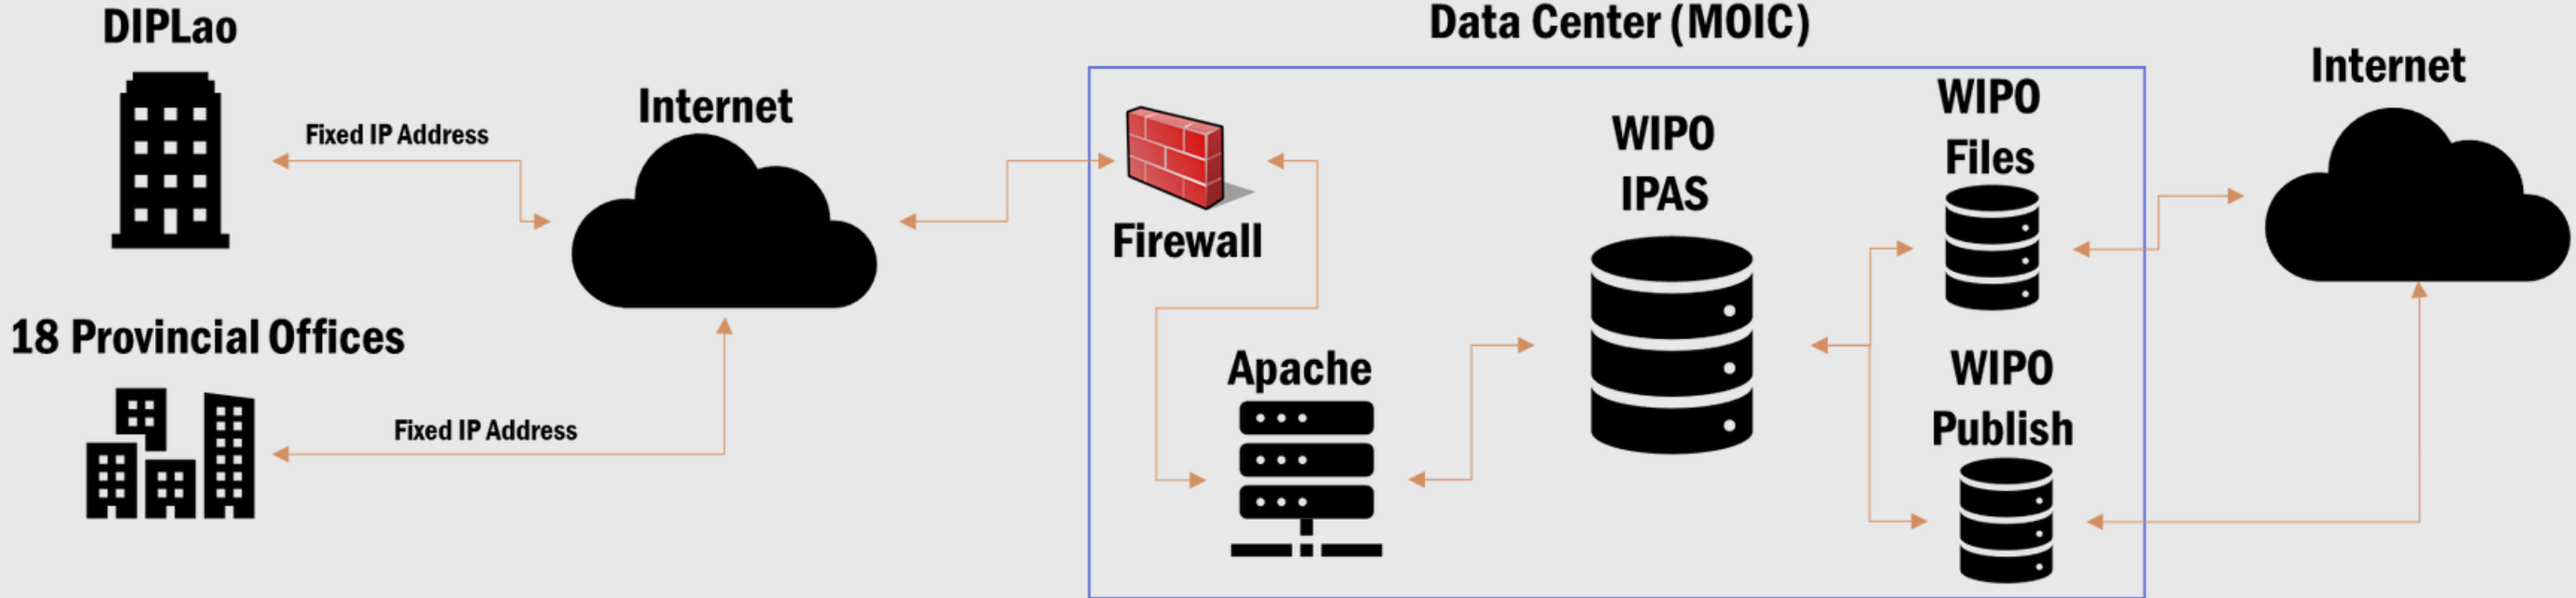 DIPLao
Fixed IP Address
18 Provincial Offices
Fixed IP Address
Internet
Data Center (MOIC)
Firewall
Apache
WIPO
IPAS
WIPO
Files
WIPO
Publish
Internet